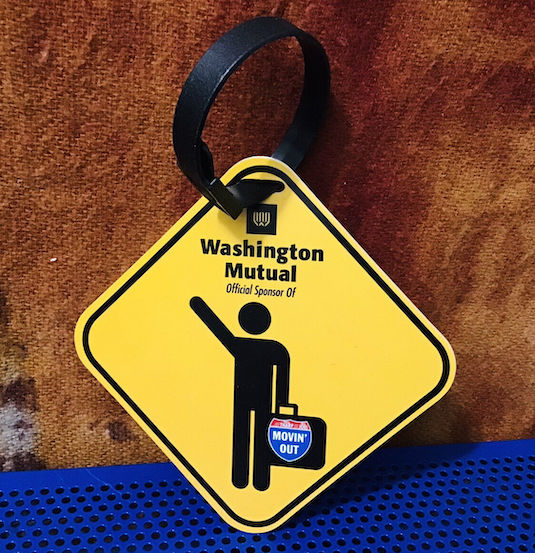 Washington
Mutual
Official Sponsor Of
MOVIN'
OUT